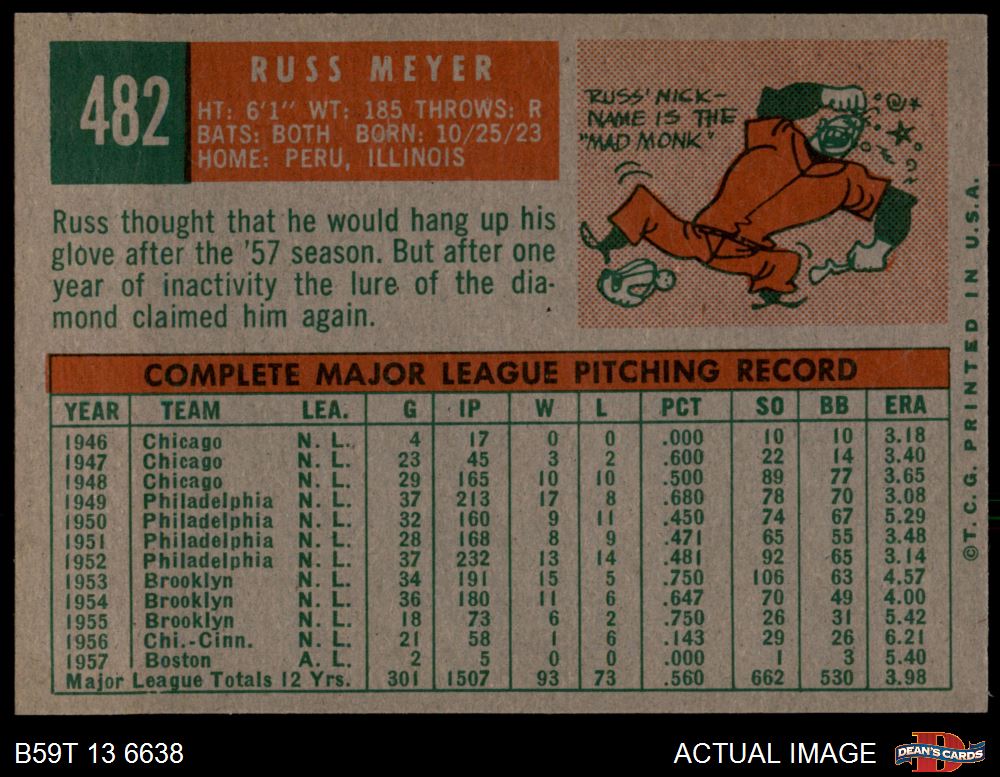 482
RUSS MEYER
HT: 6'1" WT: 185 THROWS: R
BATS: BOTH BORN: 10/25/23
HOME: PERU, ILLINOIS
RUSS' NICK-
NAME IS THE
"MAD MONK"
Russ thought that he would hang up his
glove after the '57 season. But after one
year of inactivity the lure of the dia-
mond claimed him again.
COMPLETE MAJOR LEAGUE PITCHING RECORD
YEAR TEAM LEA. G IP W L PCT SO BB ERA
1946 Chicago N. L. 4 17 0 0 .000 10 10 3.18
1947 Chicago N. L. 23 45 3 2 .600 22 14 3.40
1948 Chicago N. L. 29 165 10 10 .500 89 77 3.65
1949 Philadelphia N. L. 37 213 17 8 .680 78 70 3.08
1950 Philadelphia N. L. 32 160 9 11 .450 74 67 5.29
1951 Philadelphia N. L. 28 168 8 9 .471 65 55 3.48
1952 Philadelphia N. L. 37 232 13 14 .481 92 65 3.14
1953 Brooklyn N. L. 34 191 15 5 .750 106 63 4.57
1954 Brooklyn N. L. 36 180 11 6 .647 70 49 4.00
1955 Brooklyn N. L. 18 73 6 2 .750 26 31 5.42
1956 Chi.-Cinn. N. L. 21 58 1 6 .143 29 26 6.21
1957 Boston A. L. 2 5 0 0 .000 1 3 5.40
Major League Totals 12 Yrs. 301 1507 93 73 .560 662 530 3.98
©T. C. G. PRINTED IN U.S.A.
B59T 13 6638
ACTUAL IMAGE
D
DEAN'S CARDS